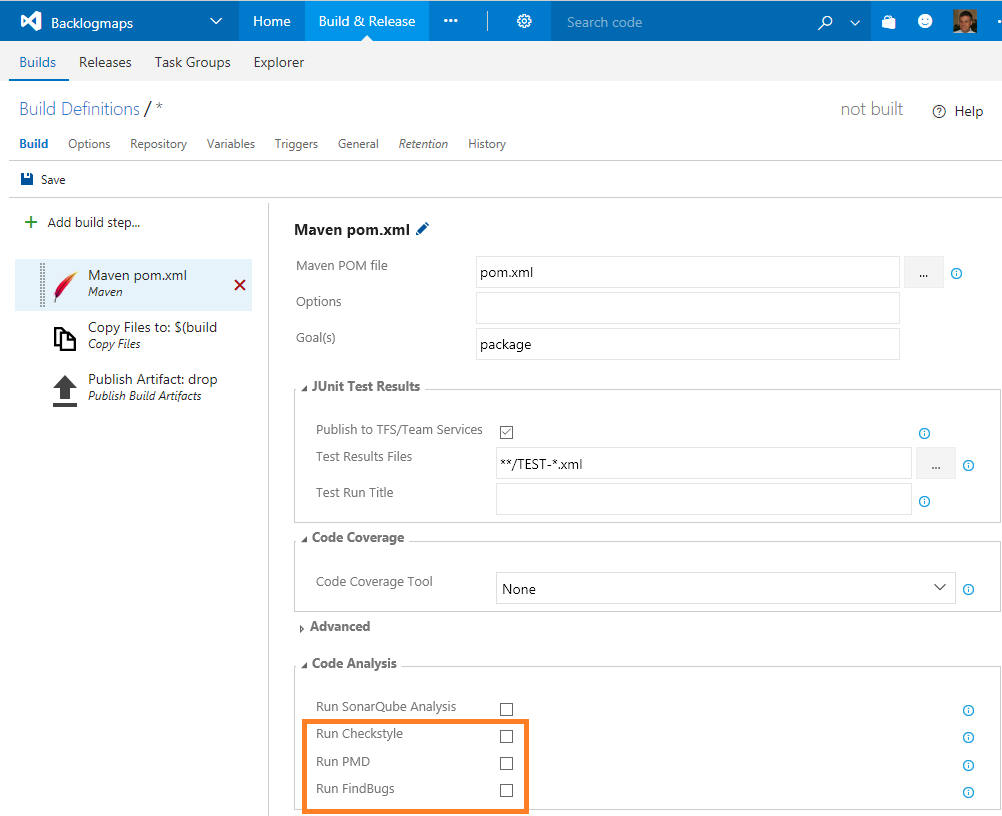 Backlogmaps Home Build & Release ••• Search code
Builds Releases Task Groups Explorer
Build Definitions / * not built Help
Build Options Repository Variables Triggers General Retention History
Save
Add build step...
Maven pom.xml
Maven
Copy Files to: $(build
Copy Files
Publish Artifact: drop
Publish Build Artifacts
Maven pom.xml
Maven POM file pom.xml ...
Options
Goal(s) package
JUnit Test Results
Publish to TFS/Team Services
Test Results Files **/TEST-*.xml ...
Test Run Title
Code Coverage
Code Coverage Tool None
Advanced
Code Analysis
Run SonarQube Analysis
Run Checkstyle
Run PMD
Run FindBugs